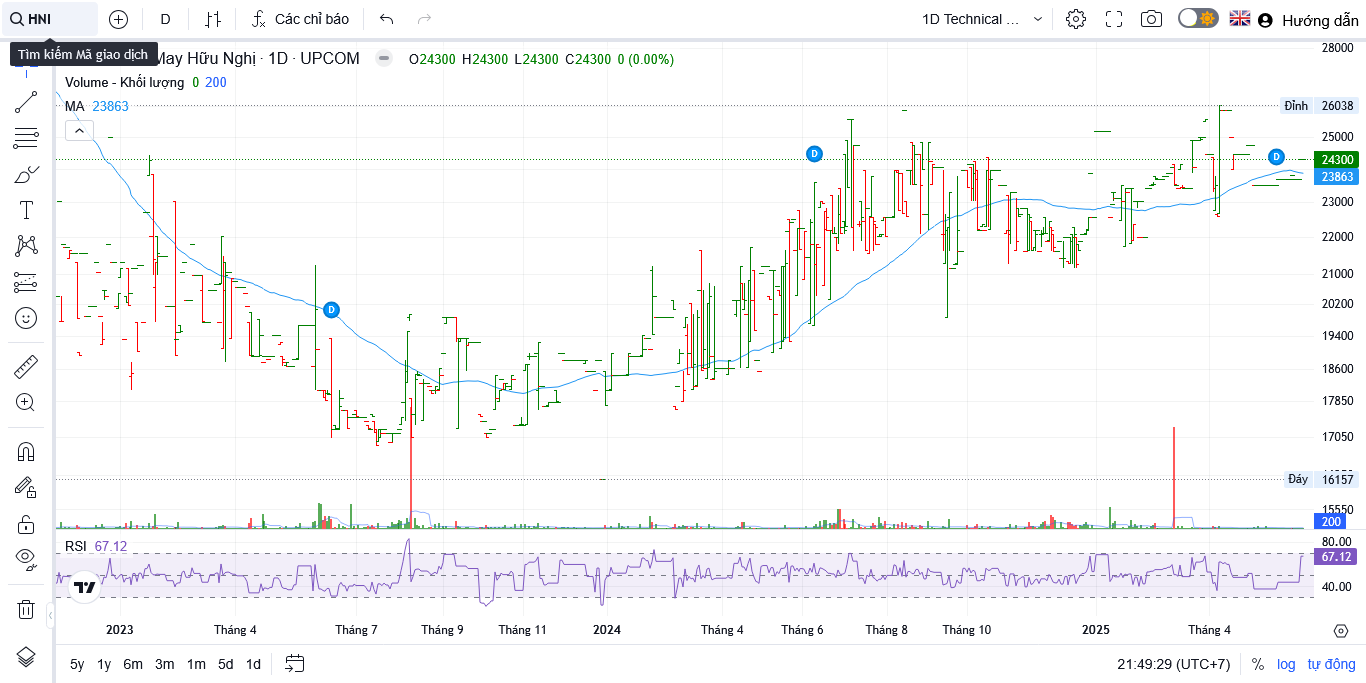 HNI
D
Các chỉ báo
1D Technical ...
Hướng dẫn
Tìm kiếm Mã giao dịch
May Hữu Nghị · 1D · UPCOM
O24300 H24300 L24300 C24300 0 (0.00%)
Volume - Khối lượng 0 200
MA 23863
28000
Đỉnh 26038
25000
24300
23863
23000
22000
21000
20200
19400
18600
17850
17050
Đáy 16157
15550
200
D
D
D
RSI 67.12
80.00
67.12
40.00
2023
Tháng 4
Tháng 7
Tháng 9
Tháng 11
2024
Tháng 4
Tháng 6
Tháng 8
Tháng 10
2025
Tháng 4
5y 1y 6m 3m 1m 5d 1d
21:49:29 (UTC+7)
% log tự động